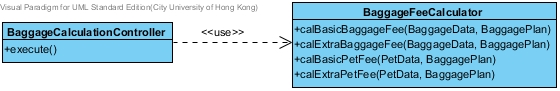 Visual Paradigm for UML Standard Edition(City University of Hong Kong)
BaggageCalculationController
+execute()
<<use>>
BaggageFeeCalculator
+calBasicBaggageFee(BaggageData, BaggagePlan)
+calExtraBaggageFee(BaggageData, BaggagePlan)
+calBasicPetFee(PetData, BaggagePlan)
+calExtraPetFee(PetData, BaggagePlan)